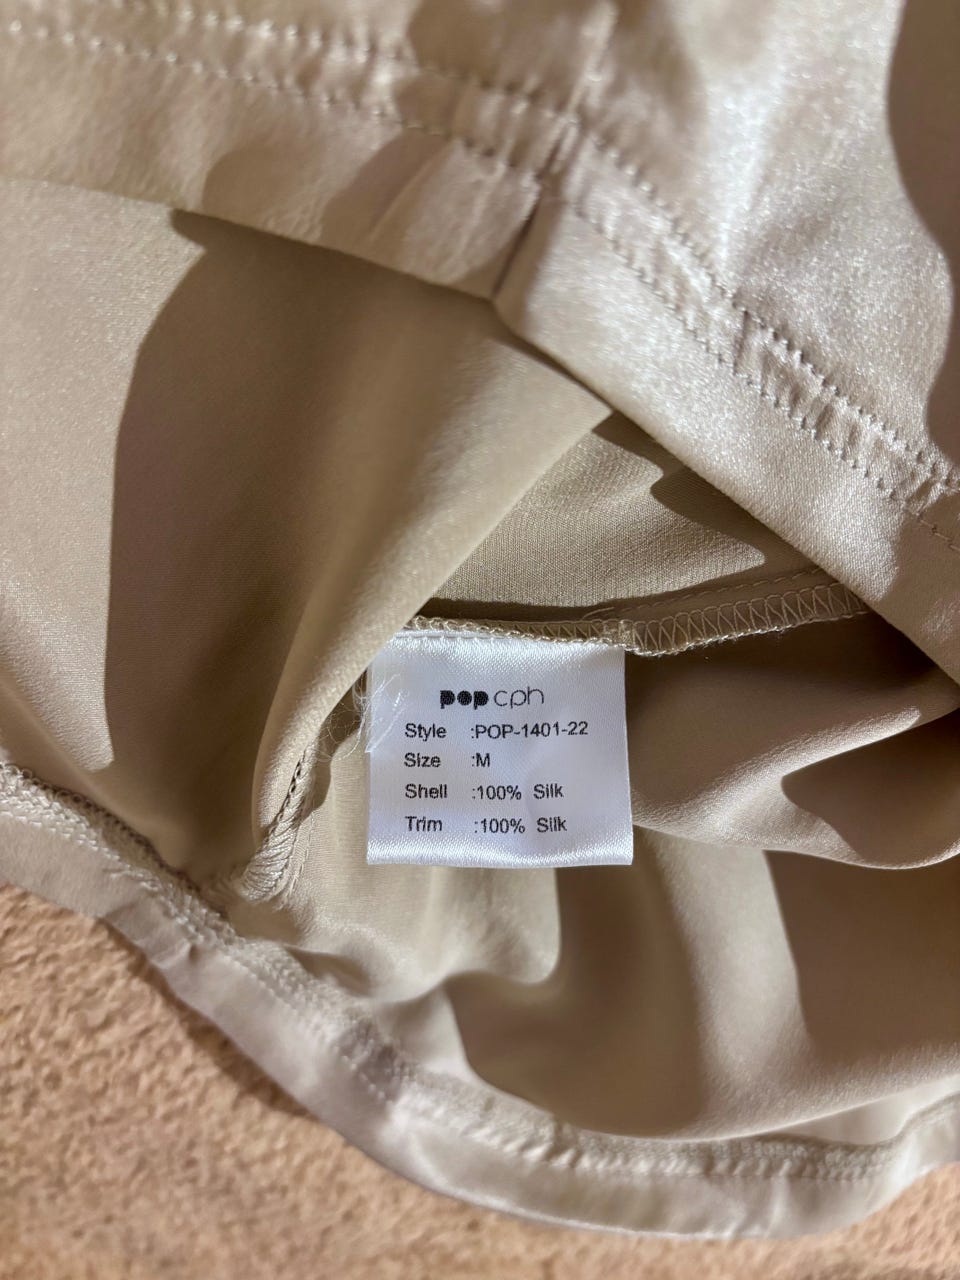 pop cph
Style :POP-1401-22
Size :M
Shell :100% Silk
Trim :100% Silk